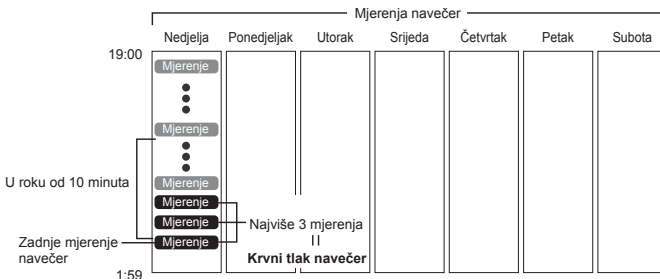 Mjerenja navečer
Nedjelja Ponedjeljak Utorak Srijeda Četvrtak Petak Subota
19:00
Mjerenje
Mjerenje
U roku od 10 minuta
Mjerenje
Mjerenje
Mjerenje
Najviše 3 mjerenja
Zadnje mjerenje
navečer
Mjerenje
Krvni tlak navečer
1:59